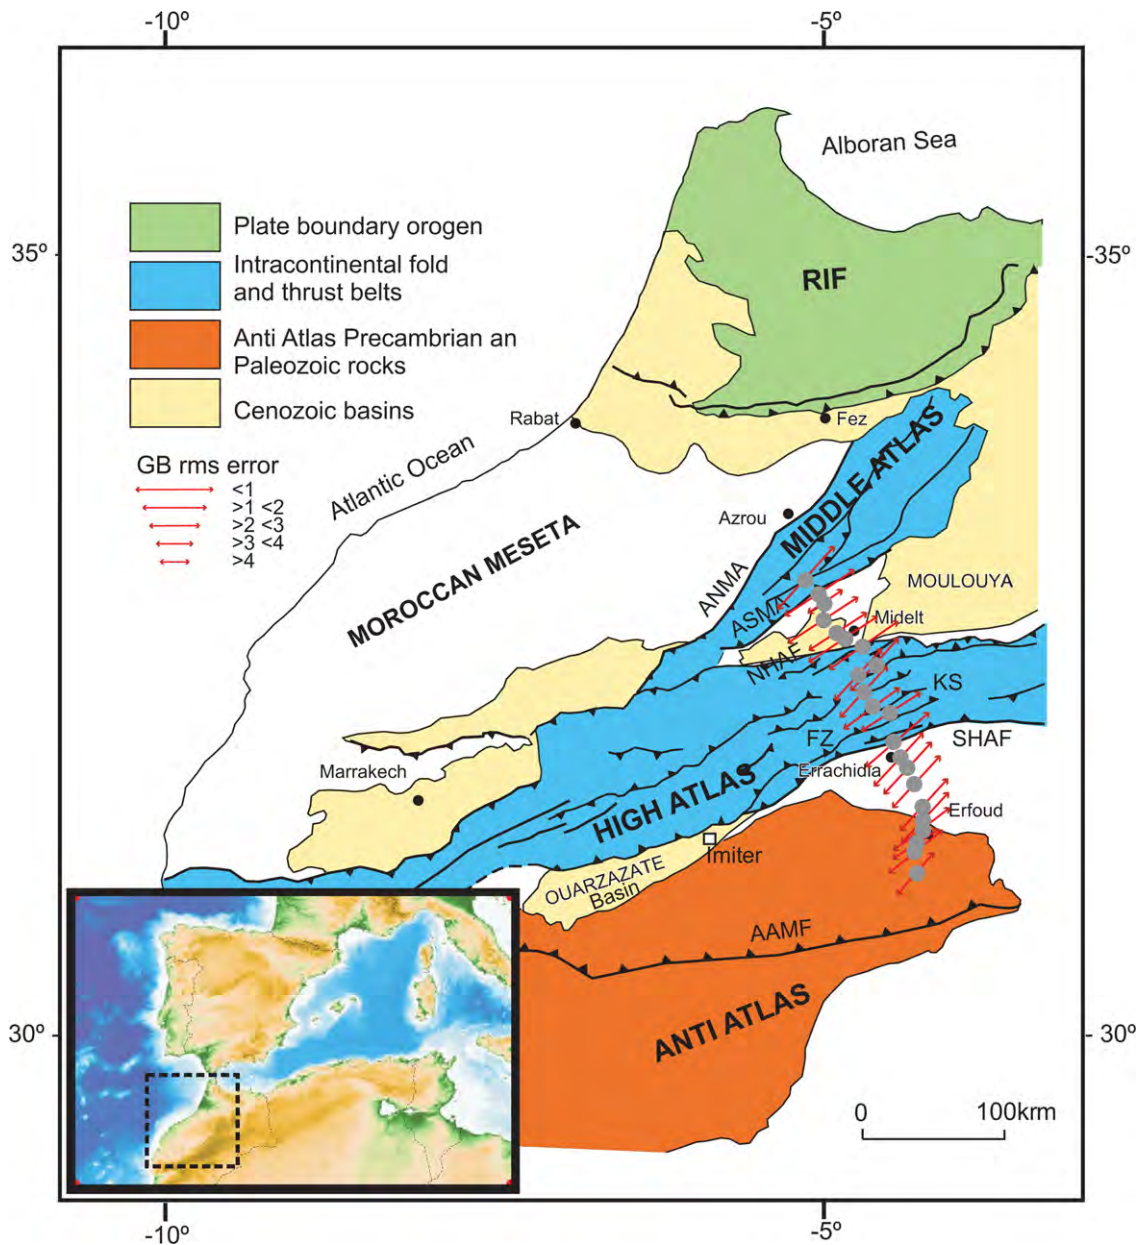 -10º
-5º
Alboran Sea
Plate boundary orogen
35º
-35º
Intracontinental fold
and thrust belts
RIF
Anti Atlas Precambrian an
Paleozoic rocks
Cenozoic basins
Rabat
Fez
GB rms error
<1
>1 <2
>2 <3
>3 <4
>4
Atlantic Ocean
MIDDLE ATLAS
Azrou
MOROCCAN MESETA
ANMA
MOULOUYA
ASMA
Midelt
NHAF
KS
FZ
SHAF
Marrakech
Errachidia
HIGH ATLAS
Erfoud
Imiter
OUARZAZATE
Basin
AAMF
ANTI ATLAS
30º
30º
0
100krm
-10º
-5º